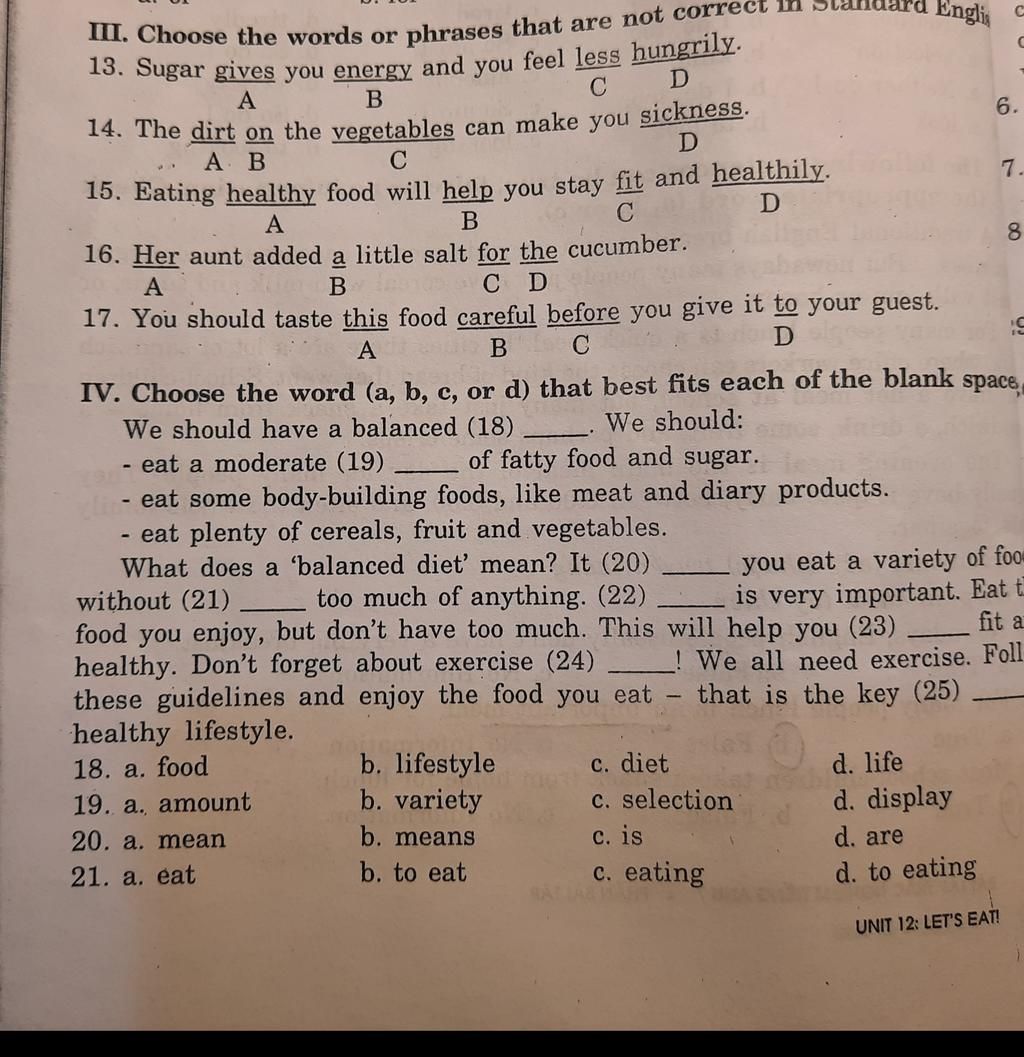 III. Choose the words or phrases that are not correct in Standard
13. Sugar gives you energy and you feel less hungrily.
A B C D
14. The dirt on the vegetables can make you sickness.
A B C D
15. Eating healthy food will help you stay fit and healthily.
A B C D
16. Her aunt added a little salt for the cucumber.
A B C D
17. You should taste this food careful before you give it to your guest.
A B C D
IV. Choose the word (a, b, c, or d) that best fits each of the blank space
We should have a balanced (18) _____. We should:
- eat a moderate (19) _____ of fatty food and sugar.
- eat some body-building foods, like meat and diary products.
- eat plenty of cereals, fruit and vegetables.
What does a ‘balanced diet’ mean? It (20) _____ you eat a variety of
without (21) _____ too much of anything. (22) _____ is very important. Eat
food you enjoy, but don’t have too much. This will help you (23) _____ fit
healthy. Don’t forget about exercise (24) _____! We all need exercise.
these guidelines and enjoy the food you eat – that is the key (25) _____
healthy lifestyle.
18. a. food b. lifestyle c. diet d. life
19. a. amount b. variety c. selection d. display
20. a. mean b. means c. is d. are
21. a. eat b. to eat c. eating d. to eating
UNIT 12: LET'S EAT!
6.
7.
8